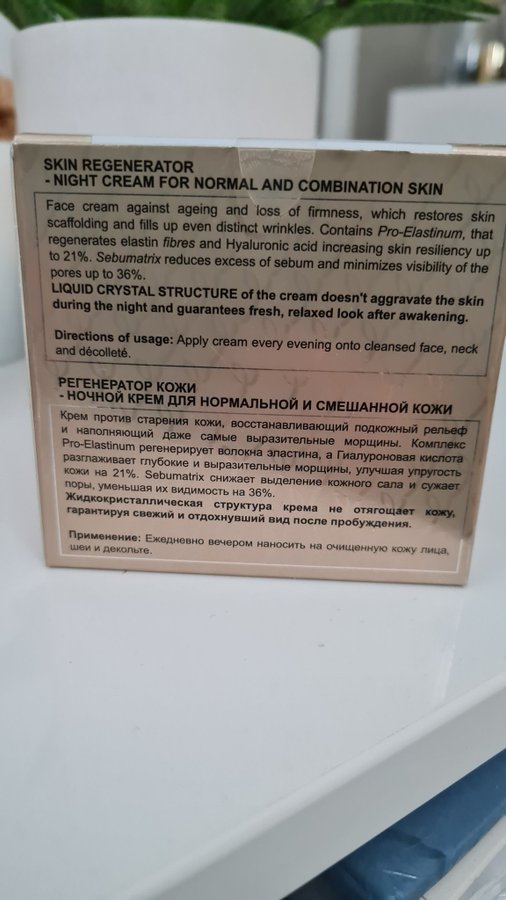 SKIN REGENERATOR
- NIGHT CREAM FOR NORMAL AND COMBINATION SKIN
Face cream against ageing and loss of firmness, which restores skin
scaffolding and fills up even distinct wrinkles. Contains Pro-Elastinum, that
regenerates elastin fibres and Hyaluronic acid increasing skin resiliency up
to 21%. Sebumatrix reduces excess of sebum and minimizes visibility of the
pores up to 36%.
LIQUID CRYSTAL STRUCTURE of the cream doesn't aggravate the skin
during the night and guarantees fresh, relaxed look after awakening.
Directions of usage: Apply cream every evening onto cleansed face, neck
and décolleté.
РЕГЕНЕРАТОР КОЖИ
- НОЧНОЙ КРЕМ ДЛЯ НОРМАЛЬНОЙ И СМЕШАННОЙ КОЖИ
Крем против старения кожи, восстанавливающий подкожный рельеф
и наполняющий даже самые выразительные морщины. Комплекс
Pro-Elastinum регенерирует волокна эластина, а Гиалуроновая кислота
разглаживает глубокие и выразительные морщины, улучшая упругость
кожи на 21%. Sebumatrix снижает выделение кожного сала и сужает
поры, уменьшая их видимость на 36%.
Жидкокристаллическая структура крема не отягощает кожу,
гарантируя свежий и отдохнувший вид после пробуждения.
Применение: Ежедневно вечером наносить на очищенную кожу лица,
шеи и декольте.